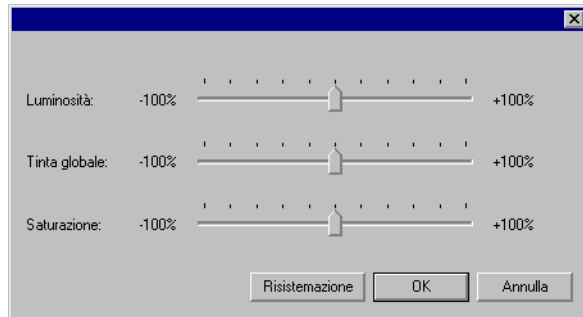 Luminosità: -100% +100%
Tinta globale: -100% +100%
Saturazione: -100% +100%
Risistemazione OK Annulla